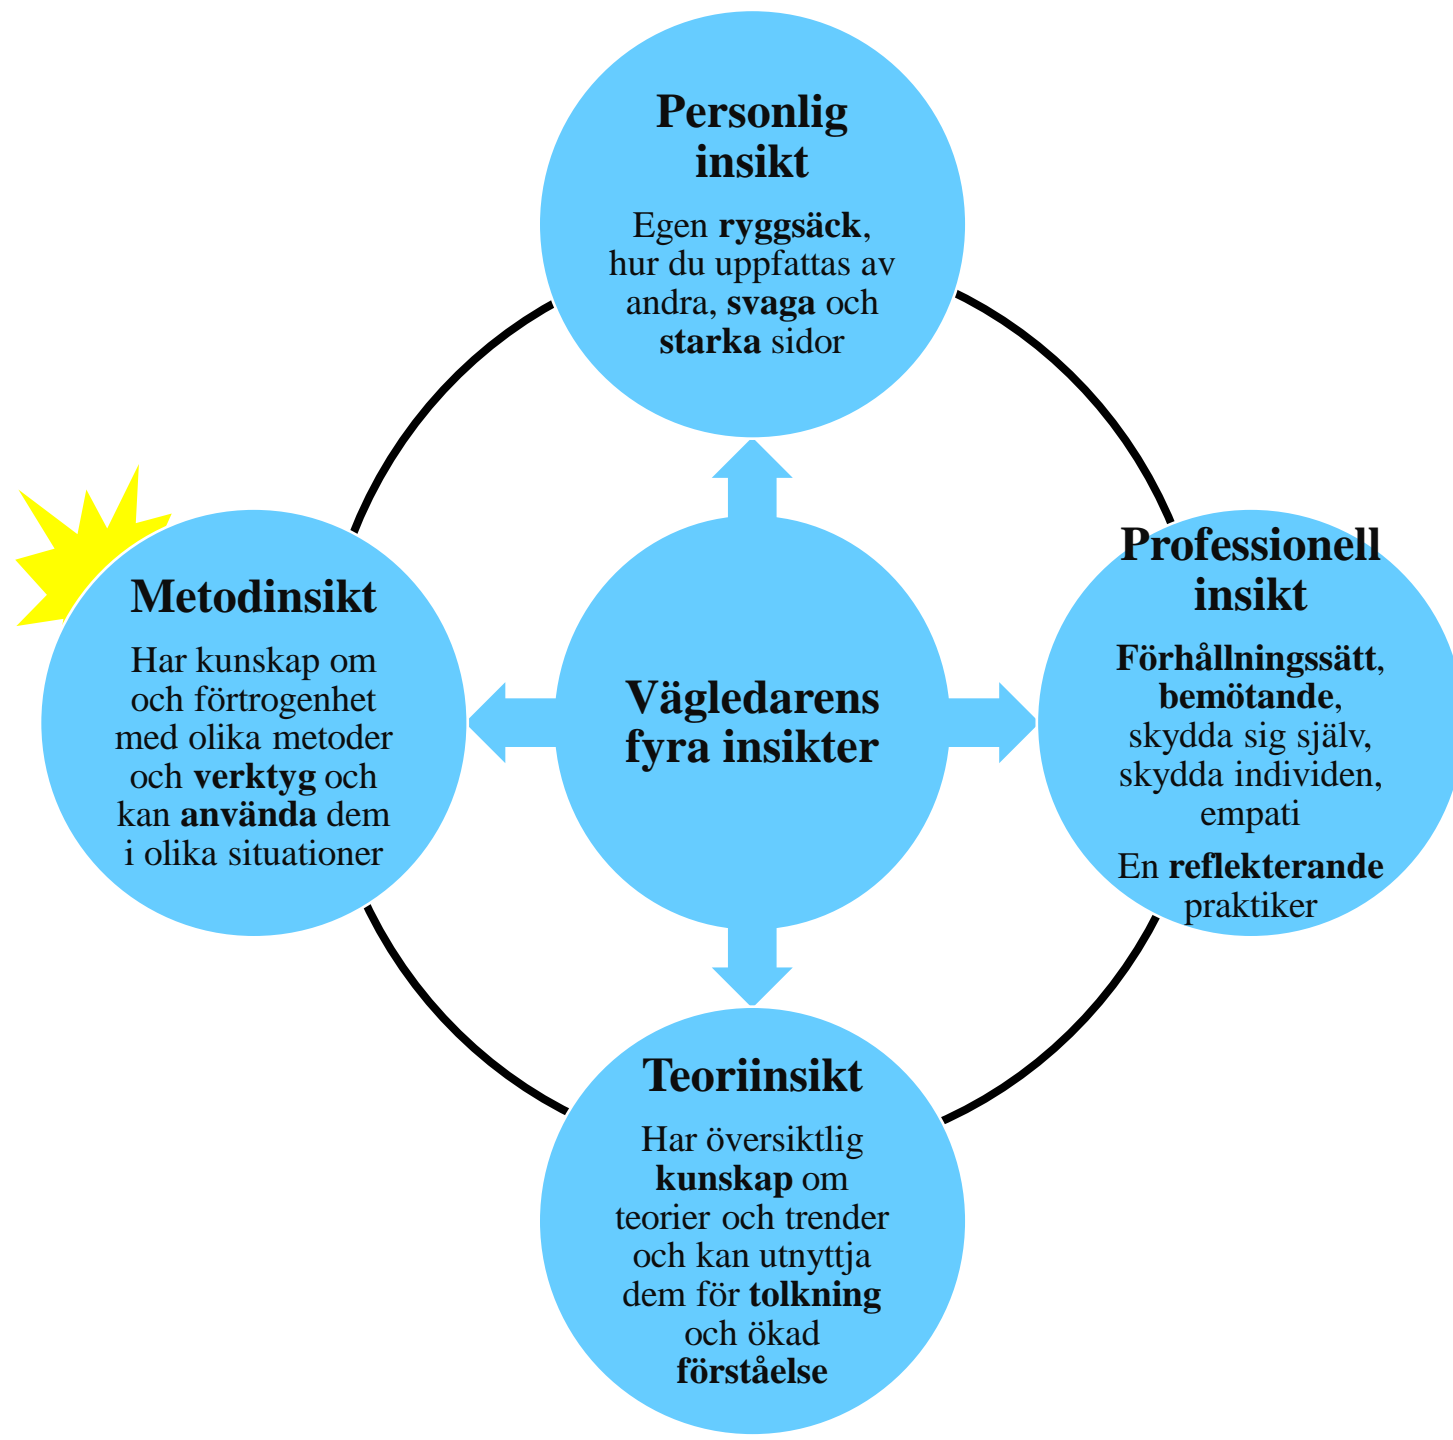 Personlig
insikt
Egen ryggsäck,
hur du uppfattas av
andra, svaga och
starka sidor
Professionell
insikt
Förhållningssätt,
bemötande,
skydda sig själv,
skydda individen,
empati
En reflekterande
praktiker
Metodinsikt
Har kunskap om
och förtrogenhet
med olika metoder
och verktyg och
kan använda dem
i olika situationer
Vägledarens
fyra insikter
Teoriinsikt
Har översiktlig
kunskap om
teorier och trender
och kan utnyttja
dem för tolkning
och ökad
förståelse